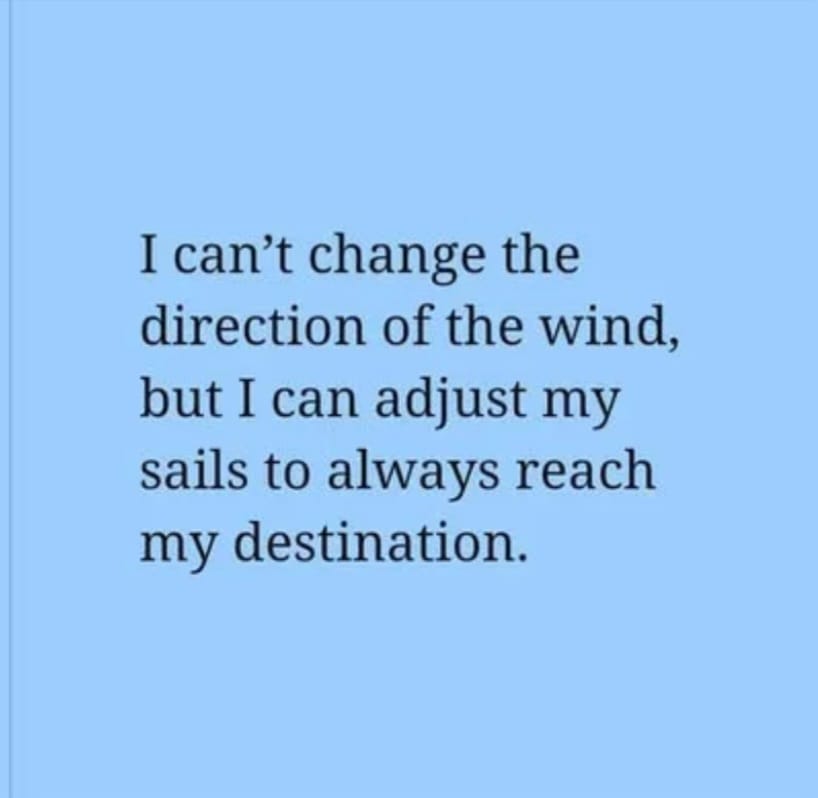 I can’t change the
direction of the wind,
but I can adjust my
sails to always reach
my destination.